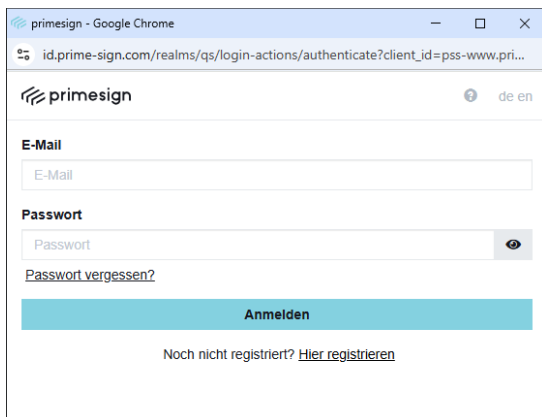 primesign - Google Chrome
id.prime-sign.com/realms/qs/login-actions/authenticate?client_id=pss-www.pri...
primesign
de en
E-Mail
E-Mail
Passwort
Passwort
Passwort vergessen?
Anmelden
Noch nicht registriert? Hier registrieren